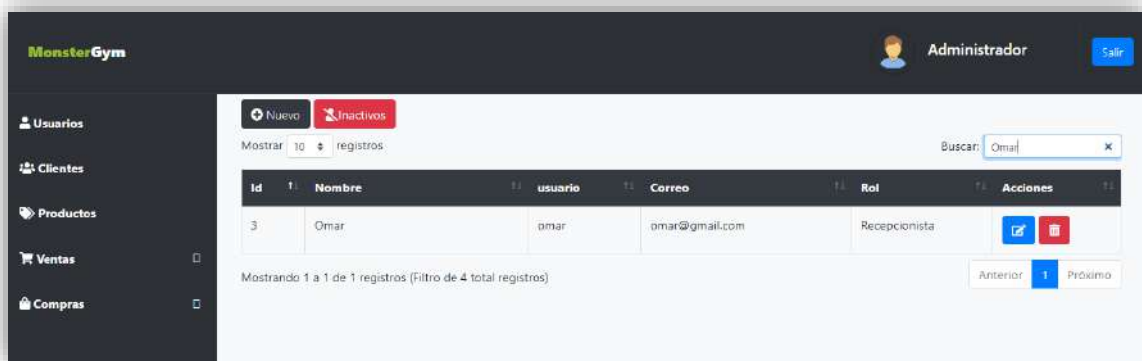 MonsterGym
Administrador
Salir
Usuarios
Clientes
Productos
Ventas
Compras
Nuevo
Inactivos
Mostrar 10 registros
Buscar: Omar
Id Nombre usuario Correo Rol Acciones
3 Omar omar omar@gmail.com Recepcionista
Mostrando 1 a 1 de 1 registros (Filtro de 4 total registros)
Anterior 1 Próximo